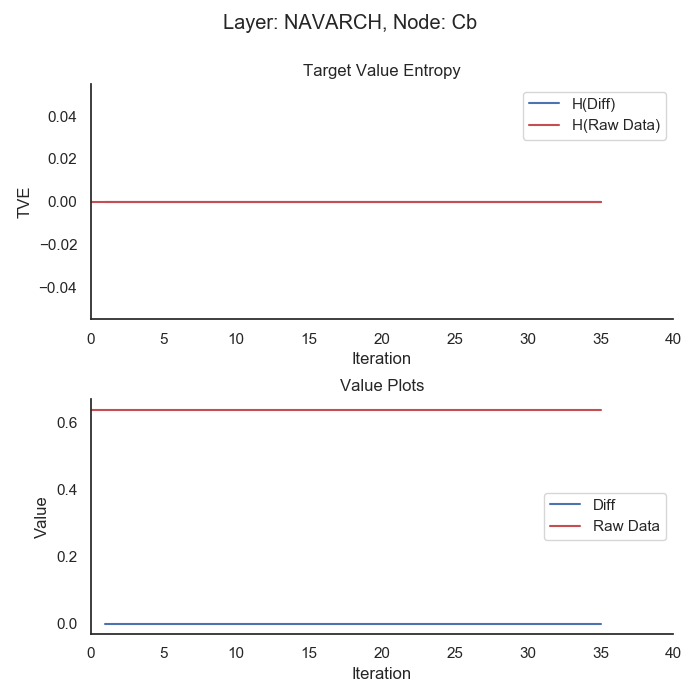 Layer: NAVARCH, Node: Cb
Target Value Entropy
H(Diff)
H(Raw Data)
TVE
0.04
0.02
0.00
−0.02
−0.04
0 5 10 15 20 25 30 35 40
Iteration
Value Plots
Diff
Raw Data
Value
0.6
0.4
0.2
0.0
0 5 10 15 20 25 30 35 40
Iteration